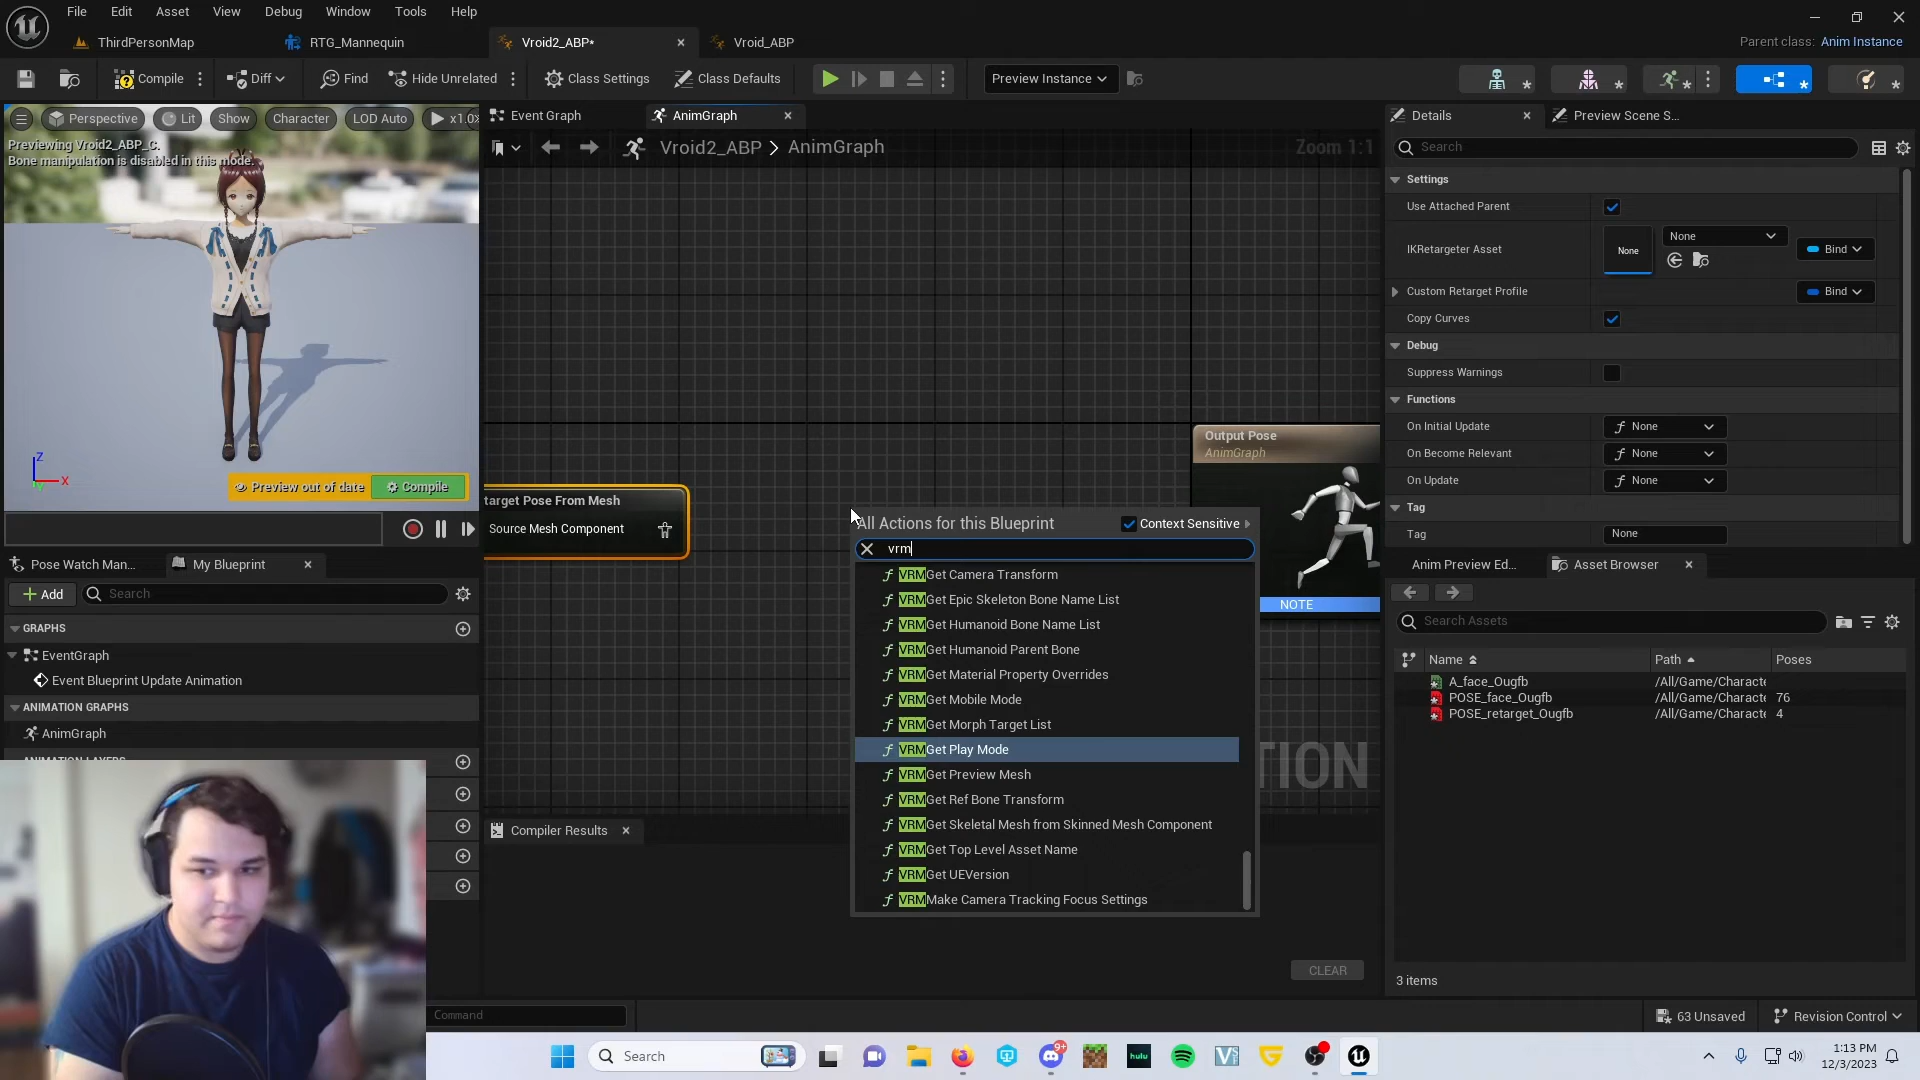 File Edit Asset View Debug Window Tools Help
ThirdPersonMap RTG_Mannequin Vroid2_ABP* Vroid_ABP
Parent class: Anim Instance
Compile Diff Find Hide Unrelated Class Settings Class Defaults Preview Instance
Perspective Lit Show Character LOD Auto x1.0
Previewing Vroid2_ABP_C.
Bone manipulation is disabled in this mode.
Z
X
Y
Preview out of date Compile
Event Graph AnimGraph
Vroid2_ABP > AnimGraph
Zoom 1:1
target Pose From Mesh
Source Mesh Component
Output Pose
AnimGraph
NOTE
TION
All Actions for this Blueprint Context Sensitive
vrm
VRMGet Camera Transform
VRMGet Epic Skeleton Bone Name List
VRMGet Humanoid Bone Name List
VRMGet Humanoid Parent Bone
VRMGet Material Property Overrides
VRMGet Mobile Mode
VRMGet Morph Target List
VRMGet Play Mode
VRMGet Preview Mesh
VRMGet Ref Bone Transform
VRMGet Skeletal Mesh from Skinned Mesh Component
VRMGet Top Level Asset Name
VRMGet UEVersion
VRMMake Camera Tracking Focus Settings
Pose Watch Man... My Blueprint
Add Search
GRAPHS
EventGraph
Event Blueprint Update Animation
ANIMATION GRAPHS
AnimGraph
ANIMATION LAYERS
Compiler Results
CLEAR
Command
Details Preview Scene S...
Search
Settings
Use Attached Parent
IKRetargeter Asset None None Bind
Custom Retarget Profile Bind
Copy Curves
Debug
Suppress Warnings
Functions
On Initial Update None
On Become Relevant None
On Update None
Tag
Tag None
Anim Preview Ed... Asset Browser
Search Assets
Name Path Poses
A_face_Ougfb /All/Game/Characte
POSE_face_Ougfb /All/Game/Characte 76
POSE_retarget_Ougfb /All/Game/Characte 4
3 items
63 Unsaved Revision Control
Search
9+
hulu
1:13 PM
12/3/2023